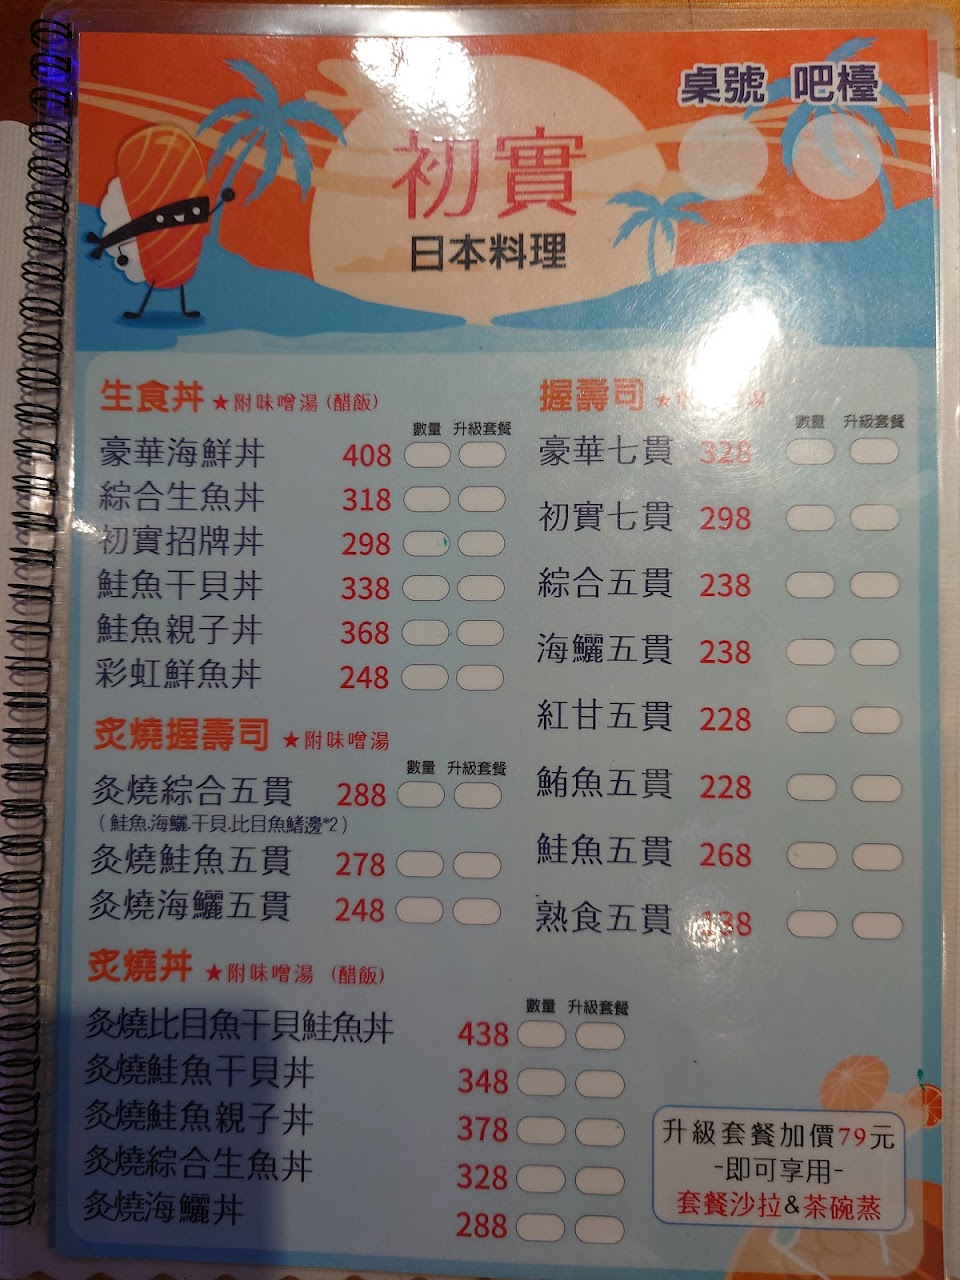 桌號 吧檯
初實
日本料理
生食丼 ★附味噌湯 (醋飯)
數量 升級套餐
豪華海鮮丼 408
綜合生魚丼 318
初實招牌丼 298
鮭魚干貝丼 338
鮭魚親子丼 368
彩虹鮮魚丼 248
炙燒握壽司 ★附味噌湯
數量 升級套餐
炙燒綜合五貫 288
(鮭魚.海鱺.干貝.比目魚鰭邊*2)
炙燒鮭魚五貫 278
炙燒海鱺五貫 248
炙燒丼 ★附味噌湯 (醋飯)
數量 升級套餐
炙燒比目魚干貝鮭魚丼 438
炙燒鮭魚干貝丼 348
炙燒鮭魚親子丼 378
炙燒綜合生魚丼 328
炙燒海鱺丼 288
握壽司 ★
數量 升級套餐
豪華七貫 328
初實七貫 298
綜合五貫 238
海鱺五貫 238
紅甘五貫 228
鮪魚五貫 228
鮭魚五貫 268
熟食五貫 138
升級套餐加價79元
-即可享用-
套餐沙拉&茶碗蒸